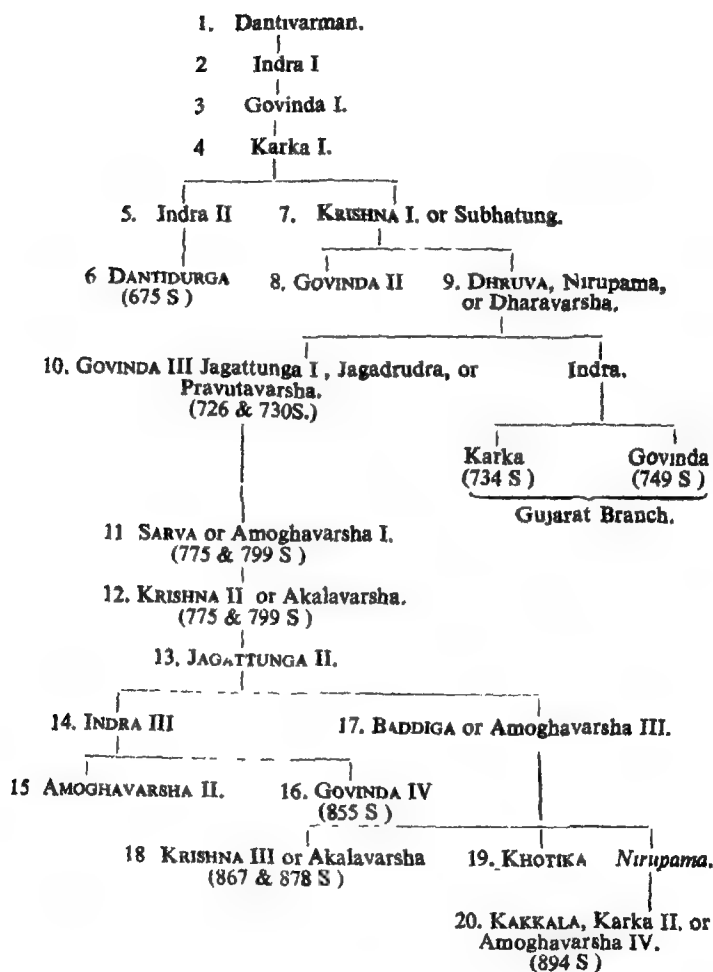 1. Dantivarman.
2 Indra I
3 Govinda I.
4 Karka I.
5. Indra II 7. KRISHNA I. or Subhatung.
6 DANTIDURGA 8. GOVINDA II 9. DHRUVA, Nirupama,
(675 S ) or Dharavarsha.
10. GOVINDA III Jagattunga I , Jagadrudra, or Indra.
Pravutavarsha.
(726 & 730S.)
Karka Govinda
(734 S ) (749 S )
Gujarat Branch.
11 SARVA or Amoghavarsha I.
(775 & 799 S )
12. KRISHNA II or Akalavarsha.
(775 & 799 S )
13. JAGATTUNGA II.
14. INDRA III 17. BADDIGA or Amoghavarsha III.
15 AMOGHAVARSHA II. 16. GOVINDA IV
(855 S )
18 KRISHNA III or Akalavarsha 19. KHOTIKA Nirupama.
(867 & 878 S )
20. KAKKALA, Karka II. or
Amoghavarsha IV.
(894 S )